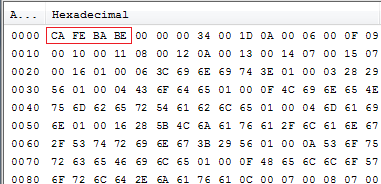 A... Hexadecimal
0000 CA FE BA BE 00 00 00 34 00 1D 0A 00 06 00 0F 09
0010 00 10 00 11 08 00 12 0A 00 13 00 14 07 00 15 07
0020 00 16 01 00 06 3C 69 6E 69 74 3E 01 00 03 28 29
0030 56 01 00 04 43 6F 64 65 01 00 0F 4C 69 6E 65 4E
0040 75 6D 62 65 72 54 61 62 6C 65 01 00 04 6D 61 69
0050 6E 01 00 16 28 5B 4C 6A 61 76 61 2F 6C 61 6E 67
0060 2F 53 74 72 69 6E 67 3B 29 56 01 00 0A 53 6F 75
0070 72 63 65 46 69 6C 65 01 00 0F 48 65 6C 6C 6F 57
0080 6F 72 6C 64 2E 6A 61 76 61 0C 00 07 00 08 07 00